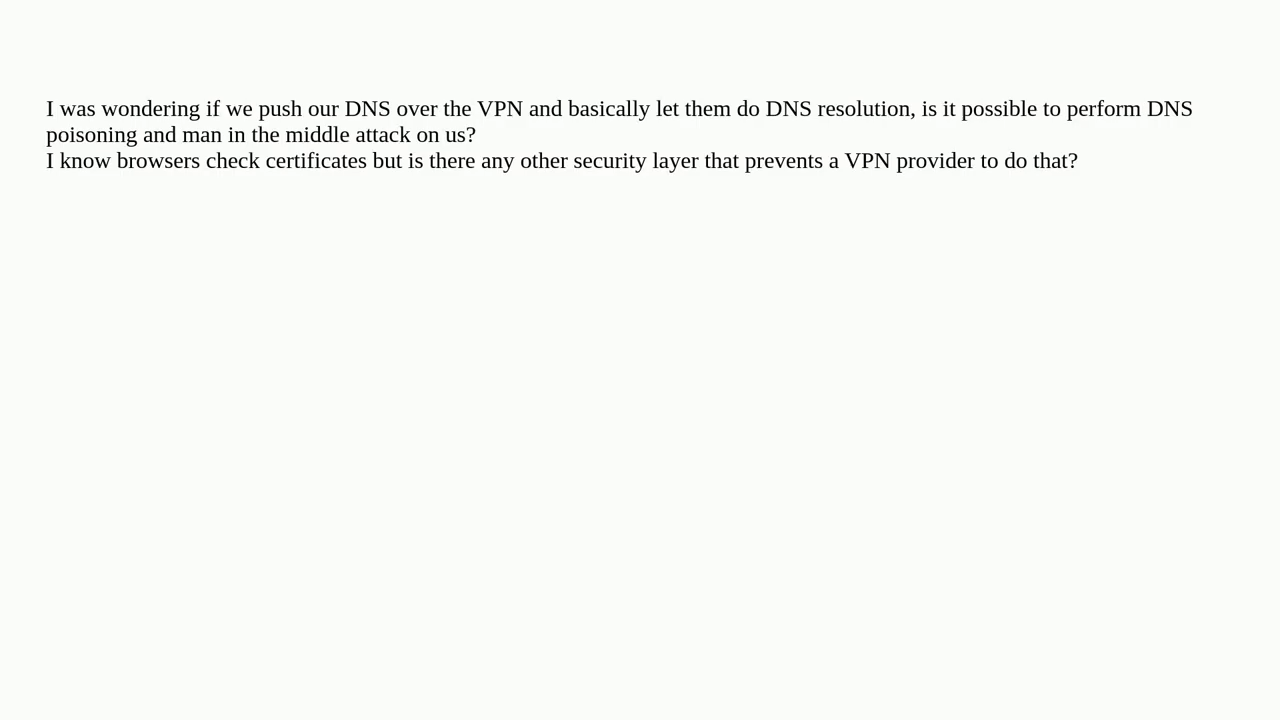 I was wondering if we push our DNS over the VPN and basically let them do DNS resolution, is it possible to perform DNS
poisoning and man in the middle attack on us?
I know browsers check certificates but is there any other security layer that prevents a VPN provider to do that?